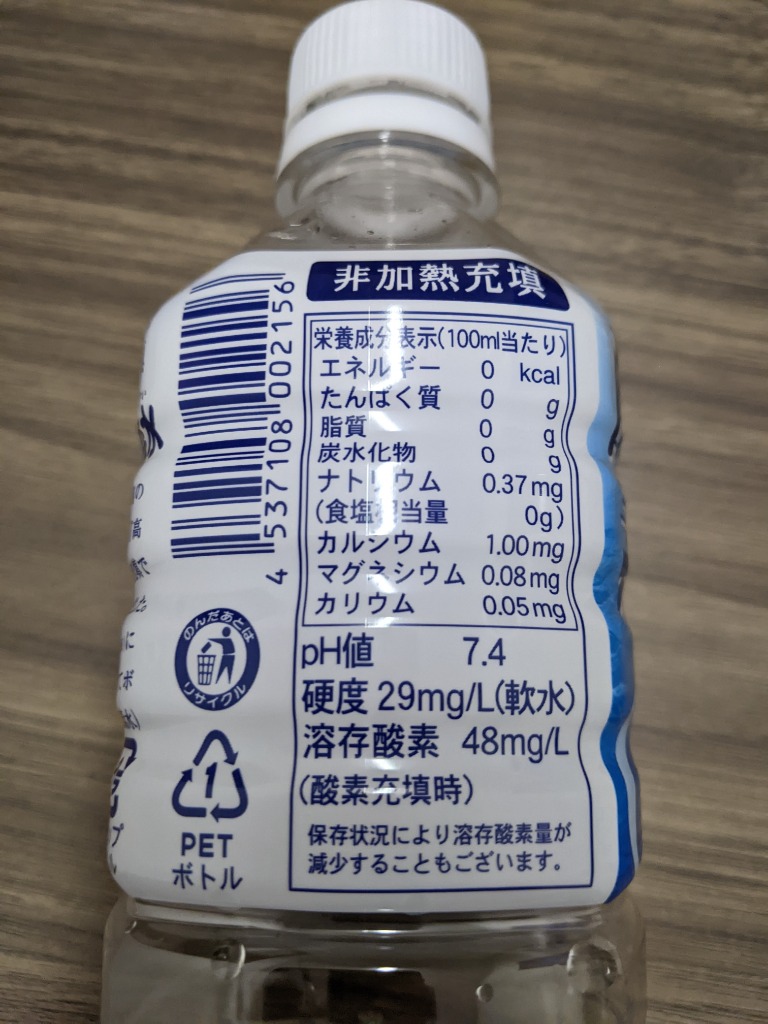 非加熱充填
栄養成分表示(100ml当たり)
エネルギー 0 kcal
たんぱく質 0 g
脂質 0 g
炭水化物 0 g
ナトリウム 0.37mg
(食塩相当量 0g)
カルシウム 1.00mg
マグネシウム 0.08mg
カリウム 0.05mg
pH値 7.4
硬度 29mg/L(軟水)
溶存酸素 48mg/L
(酸素充填時)
保存状況により溶存酸素量が
減少することもございます。
4 537108 002156
のんだあとは
リサイクル
1
PET
ボトル